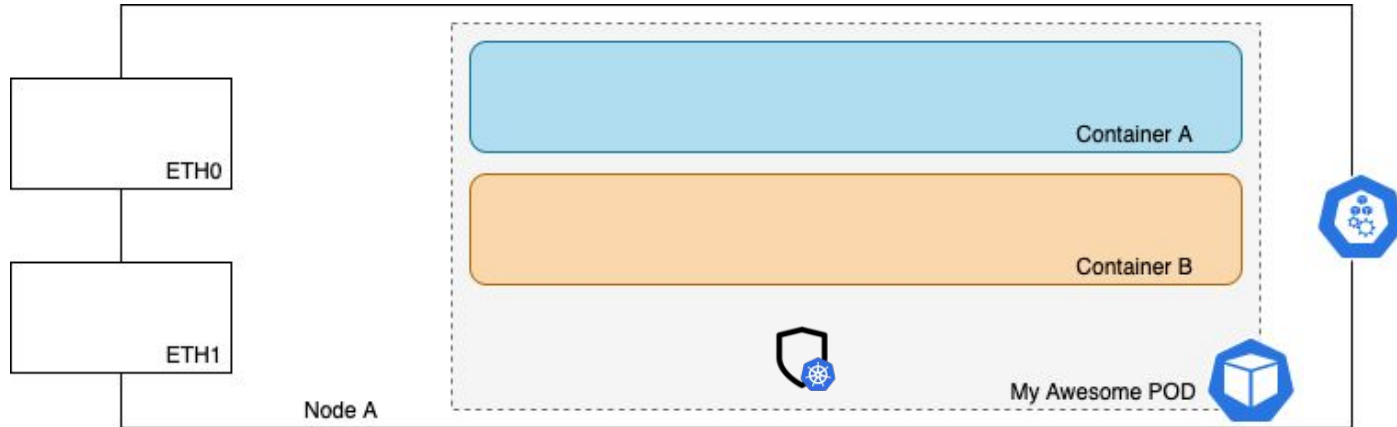 Container A
ETH0
Container B
ETH1
My Awesome POD
Node A